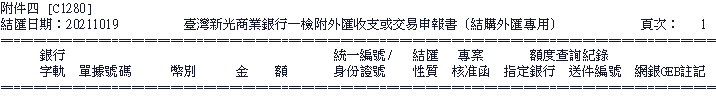 附件四 [C1280]
結匯日期：20211019 臺灣新光商業銀行一檢附外匯收支或交易申報書〔結購外匯專用〕 頁次： 1
銀行 統一編號/ 結匯 專案 額度查詢紀錄
字軌 單據號碼 幣別 金 額 身份證號 性質 核准函 指定銀行 送件編號 網銀GEB註記